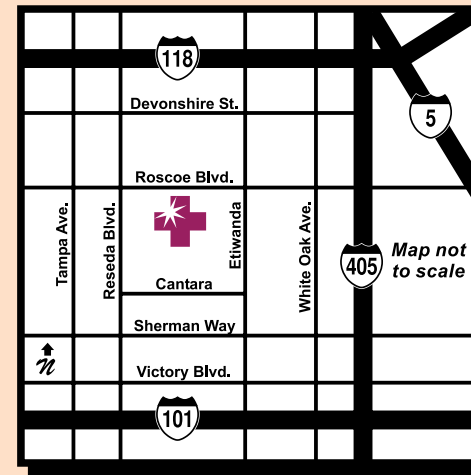 118
Devonshire St.
5
Roscoe Blvd.
Tampa Ave.
Reseda Blvd.
Etiwanda
White Oak Ave.
405
Map not
to scale
Cantara
Sherman Way
N
Victory Blvd.
101